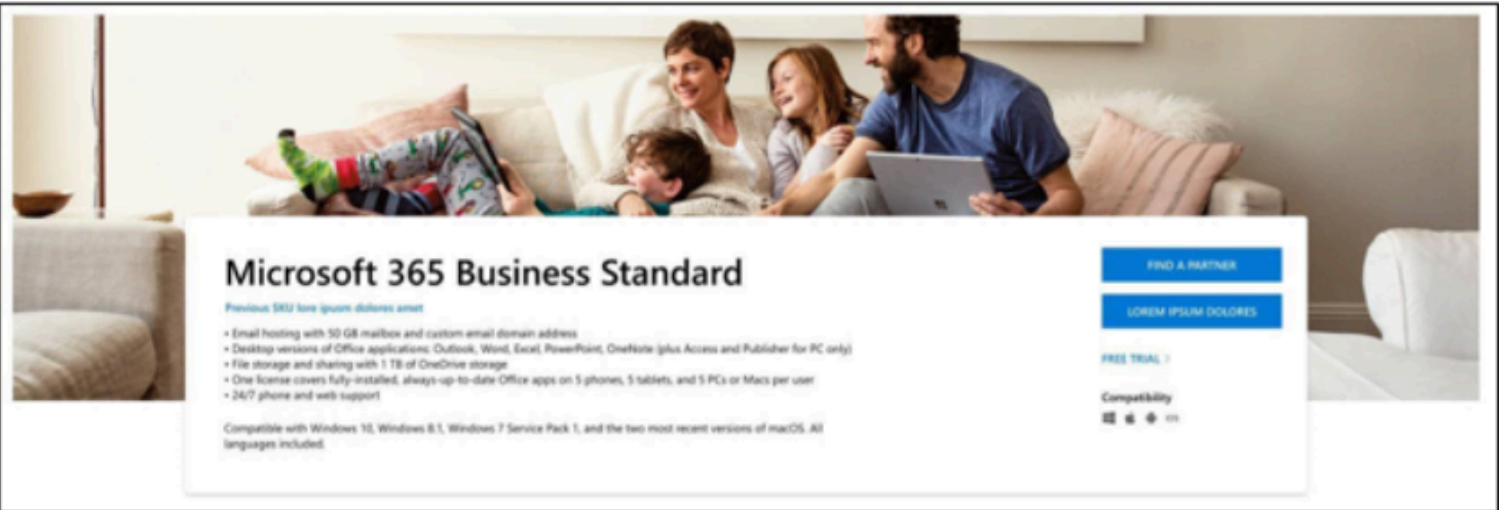 Microsoft 365 Business Standard
Previous SKU lore ipsum dolores amet
• Email hosting with 50 GB mailbox and custom email domain address
• Desktop versions of Office applications: Outlook, Word, Excel, PowerPoint, OneNote (plus Access and Publisher for PC only)
• File storage and sharing with 1 TB of OneDrive storage
• One license covers fully-installed, always-up-to-date Office apps on 5 phones, 5 tablets, and 5 PCs or Macs per user
• 24/7 phone and web support
Compatible with Windows 10, Windows 8.1, Windows 7 Service Pack 1, and the two most recent versions of macOS. All
languages included.
FIND A PARTNER
LOREM IPSUM DOLORES
FREE TRIAL >
Compatibility
iOS